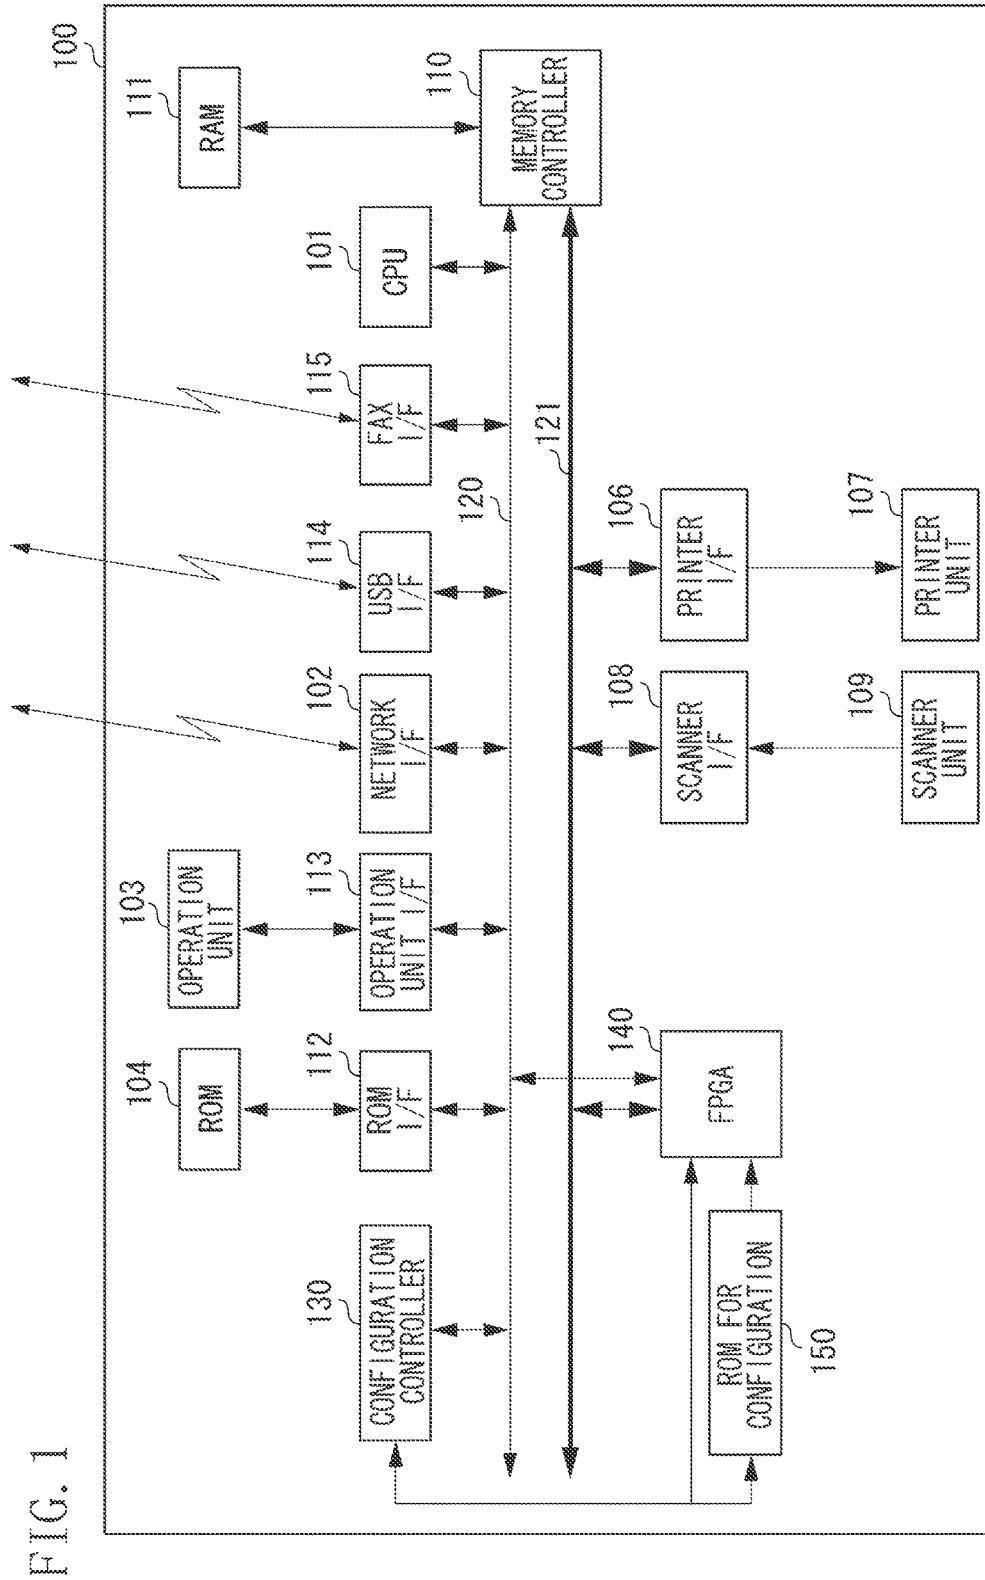 FIG. 1
100
111
RAM
110
MEMORY
CONTROLLER
101
CPU
115
FAX
I/F
114
USB
I/F
102
NETWORK
I/F
103
OPERATION
UNIT
113
OPERATION
UNIT I/F
104
ROM
112
ROM
I/F
130
CONFIGURATION
CONTROLLER
120
121
106
PRINTER
I/F
107
PRINTER
UNIT
108
SCANNER
I/F
109
SCANNER
UNIT
140
FPGA
ROM FOR
CONFIGURATION
150